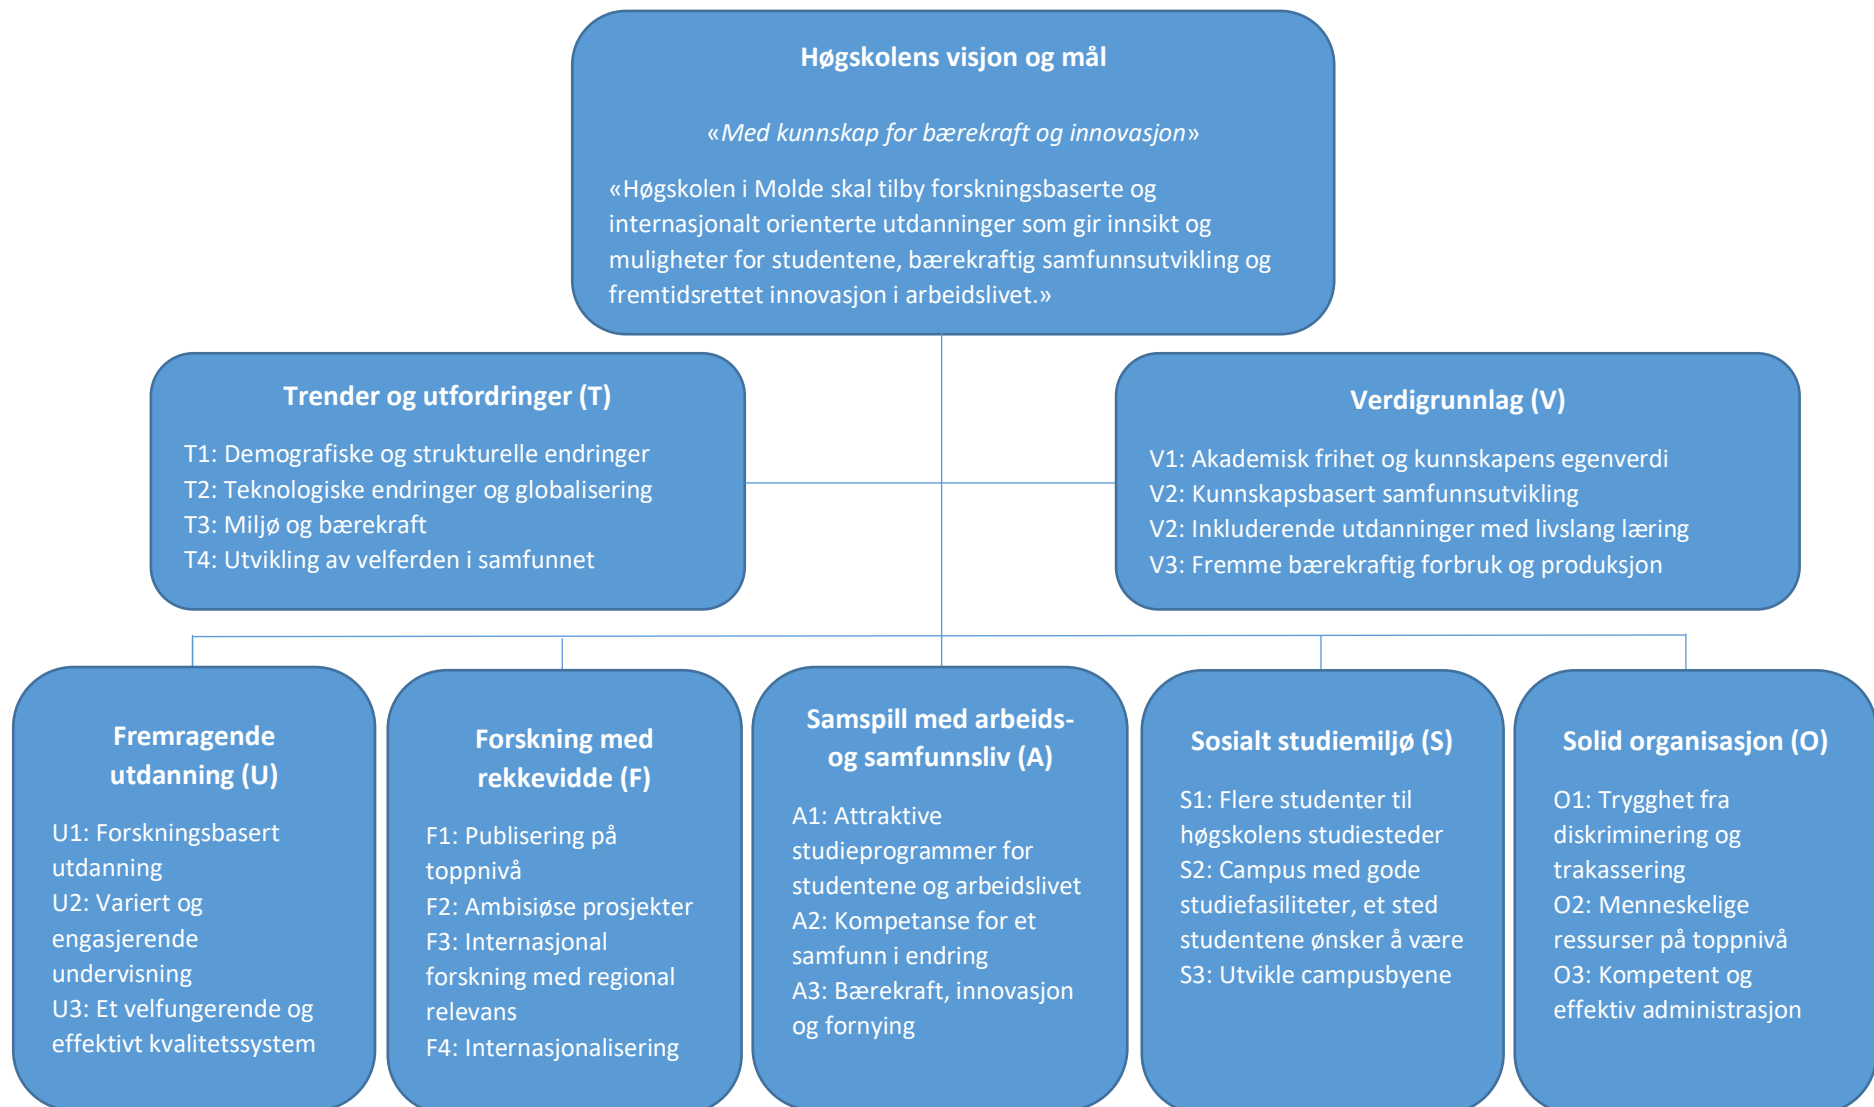 Høgskolens visjon og mål
«Med kunnskap for bærekraft og innovasjon»
«Høgskolen i Molde skal tilby forskningsbaserte og
internasjonalt orienterte utdanninger som gir innsikt og
muligheter for studentene, bærekraftig samfunnsutvikling og
fremtidsrettet innovasjon i arbeidslivet.»
Trender og utfordringer (T)
T1: Demografiske og strukturelle endringer
T2: Teknologiske endringer og globalisering
T3: Miljø og bærekraft
T4: Utvikling av velferden i samfunnet
Verdigrunnlag (V)
V1: Akademisk frihet og kunnskapens egenverdi
V2: Kunnskapsbasert samfunnsutvikling
V2: Inkluderende utdanninger med livslang læring
V3: Fremme bærekraftig forbruk og produksjon
Fremragende
utdanning (U)
U1: Forskningsbasert
utdanning
U2: Variert og
engasjerende
undervisning
U3: Et velfungerende og
effektivt kvalitetssystem
Forskning med
rekkevidde (F)
F1: Publisering på
toppnivå
F2: Ambisiøse prosjekter
F3: Internasjonal
forskning med regional
relevans
F4: Internasjonalisering
Samspill med arbeids-
og samfunnsliv (A)
A1: Attraktive
studieprogrammer for
studentene og arbeidslivet
A2: Kompetanse for et
samfunn i endring
A3: Bærekraft, innovasjon
og fornying
Sosialt studiemiljø (S)
S1: Flere studenter til
høgskolens studiesteder
S2: Campus med gode
studiefasiliteter, et sted
studentene ønsker å være
S3: Utvikle campusbyene
Solid organisasjon (O)
O1: Trygghet fra
diskriminering og
trakassering
O2: Menneskelige
ressurser på toppnivå
O3: Kompetent og
effektiv administrasjon